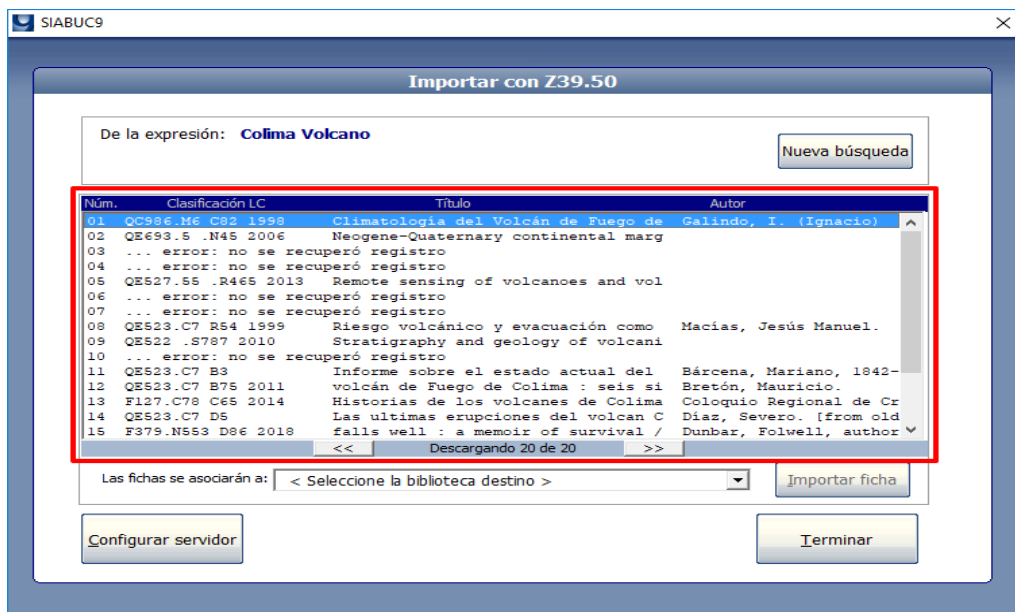 SIABUC9
Importar con Z39.50
De la expresión: Colima Volcano
Nueva búsqueda
Núm. Clasificación LC Título Autor
01 QC986.M6 C82 1998 Climatología del Volcán de Fuego de Galindo, I. (Ignacio)
02 QE693.5 .N45 2006 Neogene-Quaternary continental marg
03 ... error: no se recuperó registro
04 ... error: no se recuperó registro
05 QE527.55 .R465 2013 Remote sensing of volcanoes and vol
06 ... error: no se recuperó registro
07 ... error: no se recuperó registro
08 QE523.C7 R54 1999 Riesgo volcánico y evacuación como Macías, Jesús Manuel.
09 QE522 .S787 2010 Stratigraphy and geology of volcani
10 ... error: no se recuperó registro
11 QE523.C7 B3 Informe sobre el estado actual del Bárcena, Mariano, 1842-
12 QE523.C7 B75 2011 volcán de Fuego de Colima : seis si Bretón, Mauricio.
13 F127.C78 C65 2014 Historias de los volcanes de Colima Coloquio Regional de Cr
14 QE523.C7 D5 Las ultimas erupciones del volcan C Díaz, Severo. [from old
15 F379.N553 D86 2018 falls well : a memoir of survival / Dunbar, Folwell, author
<< Descargando 20 de 20 >>
Las fichas se asociarán a: < Seleccione la biblioteca destino > Importar ficha
Configurar servidor Terminar